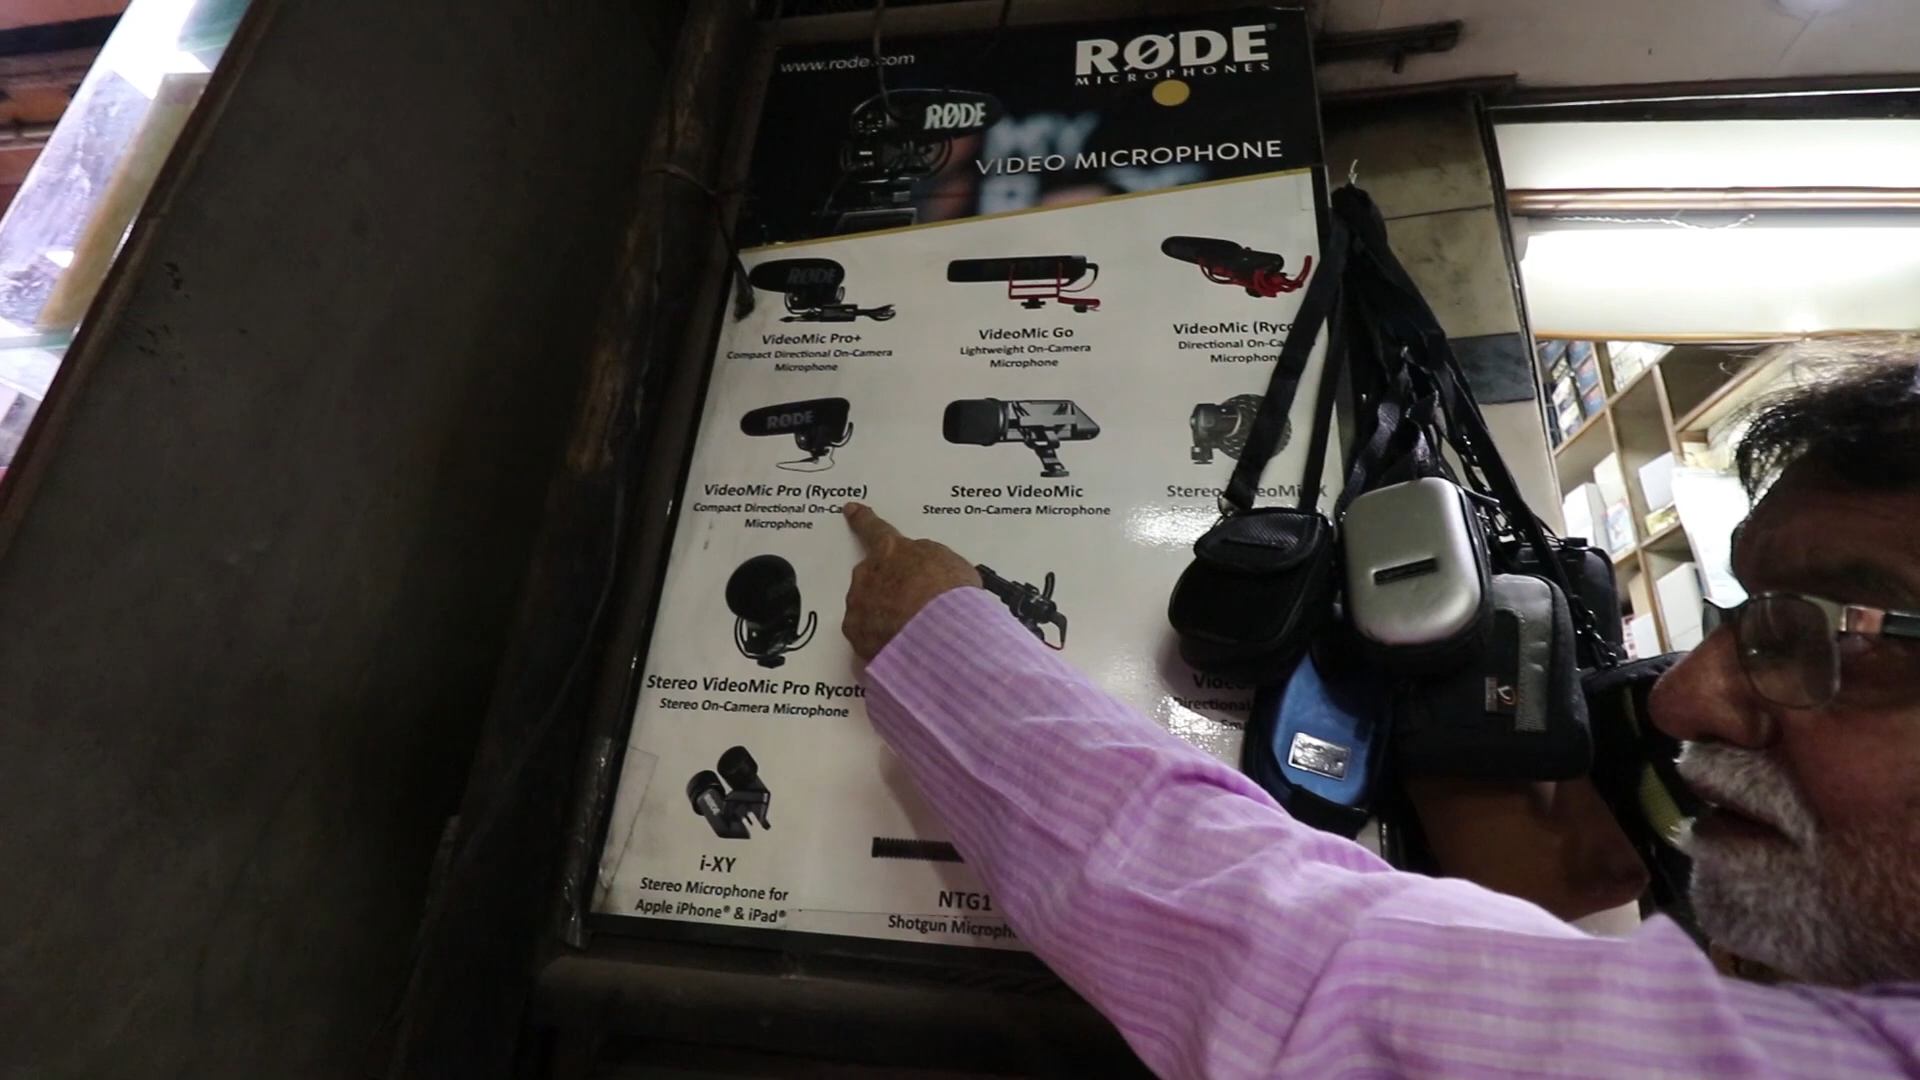 www.rode.com
RØDE®
MICROPHONES
RØDE
VIDEO MICROPHONE
RØDE
VideoMic Pro+
Compact Directional On-Camera
Microphone
VideoMic Go
Lightweight On-Camera
Microphone
VideoMic (Ryco
Directional On-Ca
Microphone
RØDE
VideoMic Pro (Rycote)
Compact Directional On-Ca
Microphone
Stereo VideoMic
Stereo On-Camera Microphone
Stereo
Stereo VideoMic Pro Rycote
Stereo On-Camera Microphone
Directional
i-XY
Stereo Microphone for
Apple iPhone® & iPad®
NTG1
Shotgun Microph